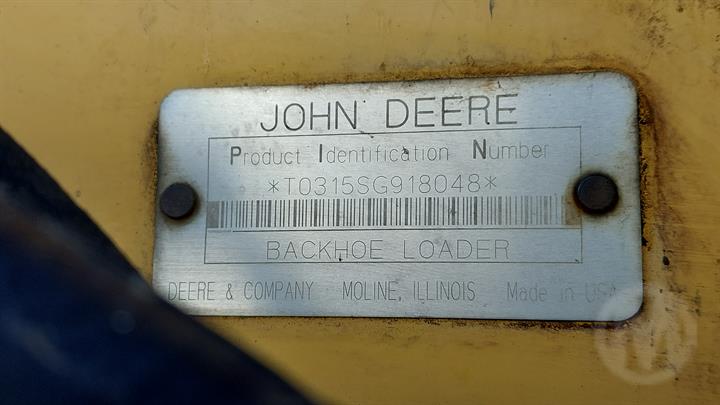 JOHN DEERE
Product Identification Number
*T0315SG918048*
BACKHOE LOADER
DEERE & COMPANY MOLINE, ILLINOIS Made in USA